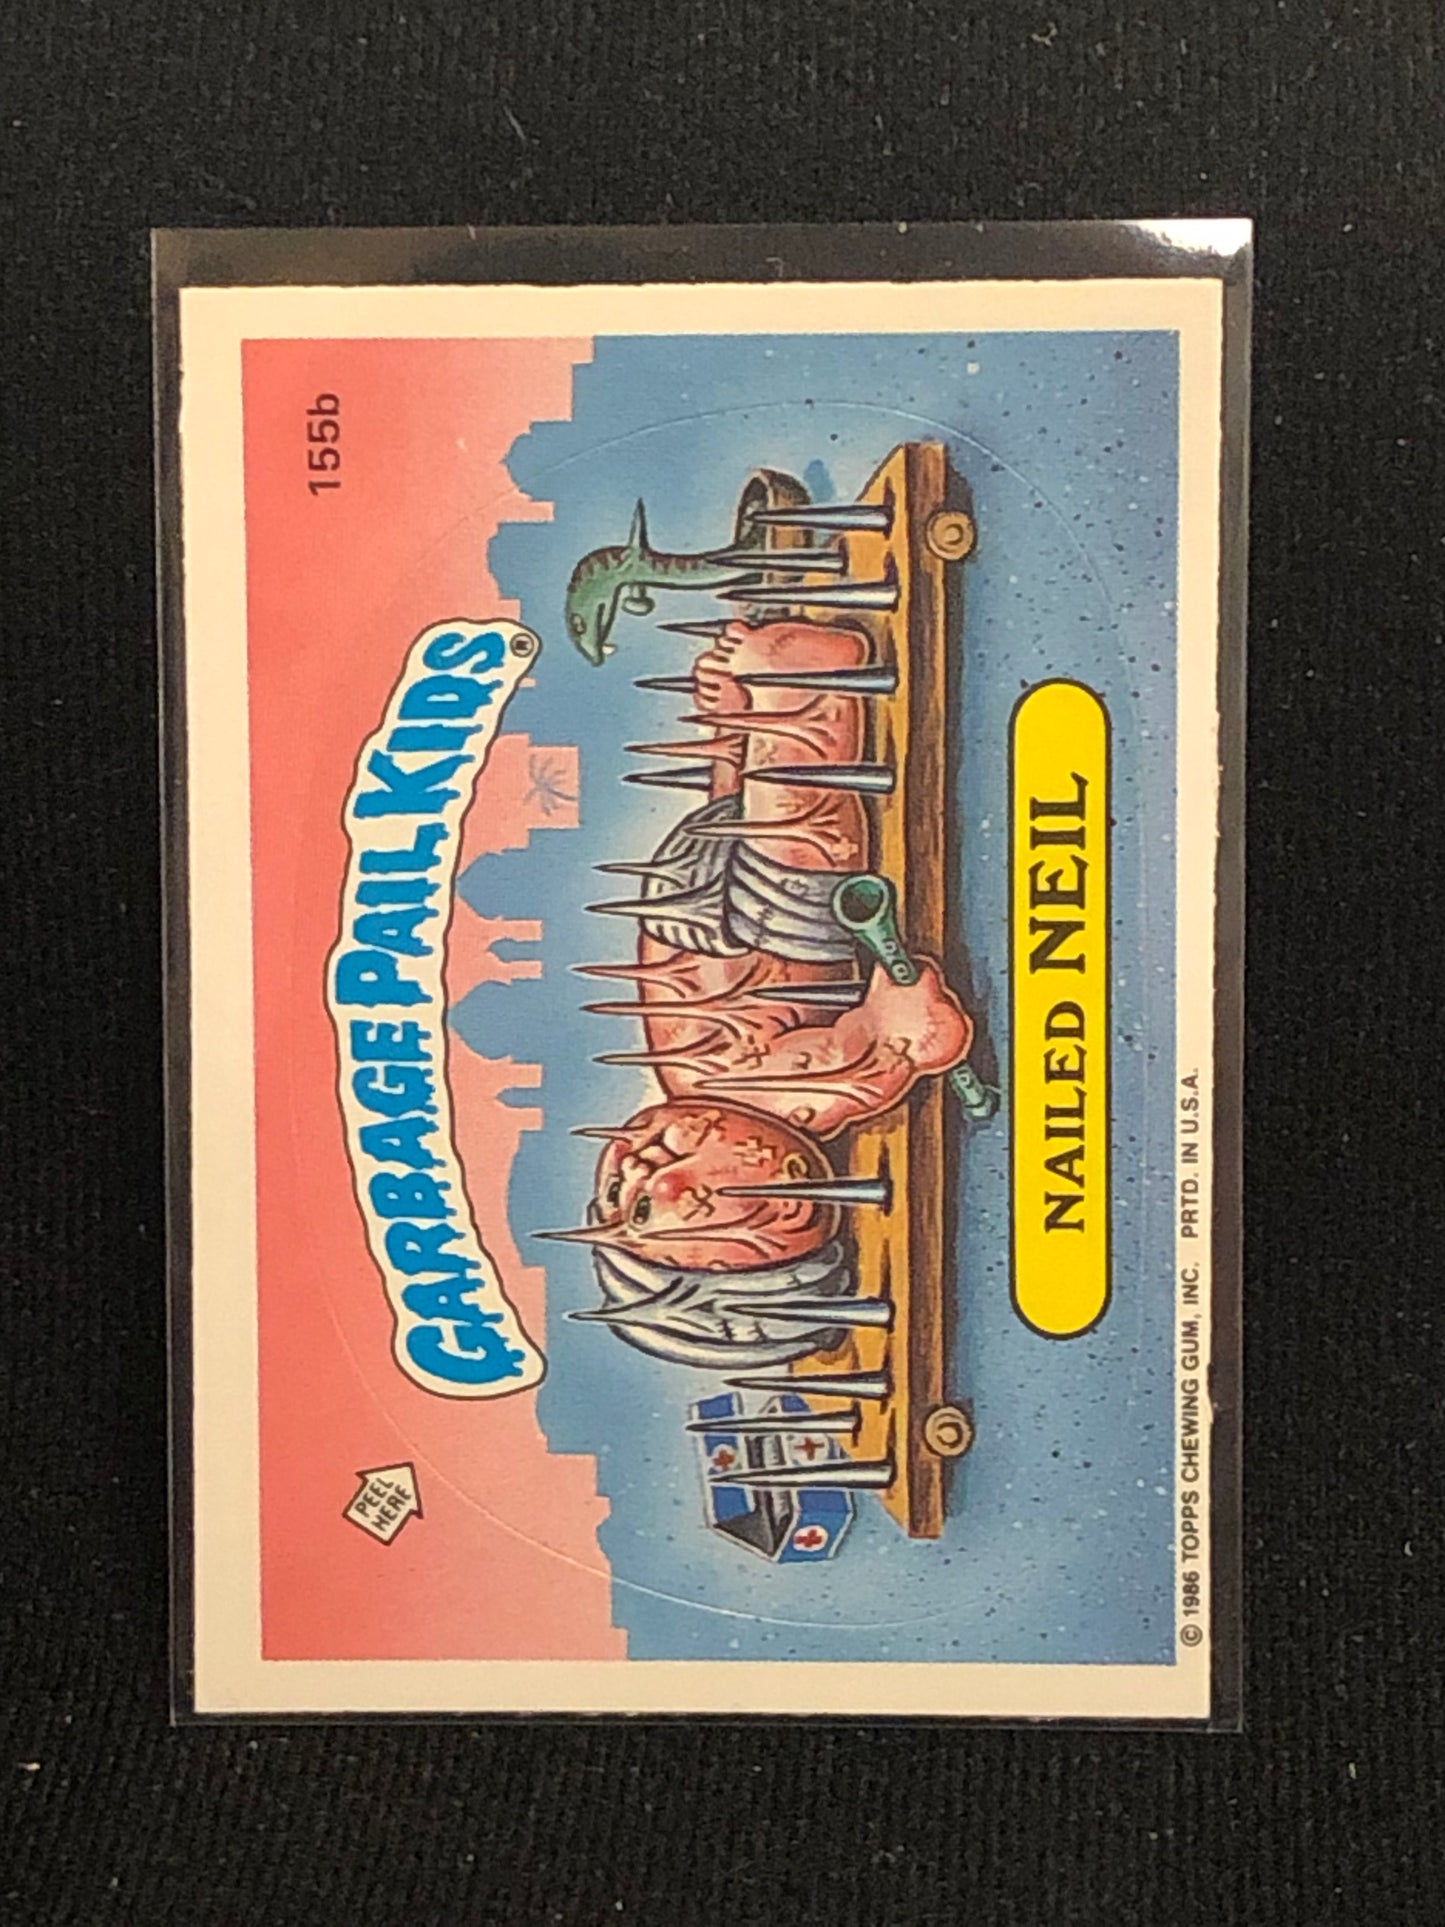 155b
PEEL
HERE
GARBAGE PAIL KIDS®
NAILED NEIL
© 1986 TOPPS CHEWING GUM, INC. PRTD. IN U.S.A.